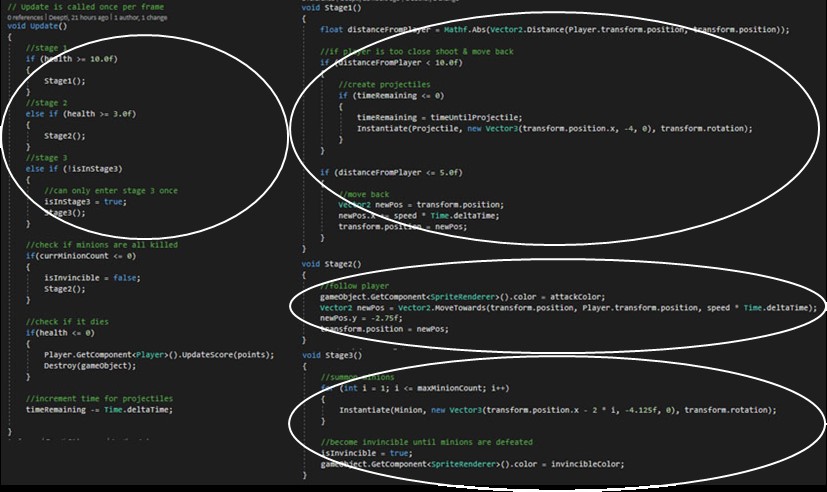 // Update is called once per frame
0 references | Deepti, 21 hours ago | 1 author, 1 change
void Update()
{
//stage 1
if (health >= 10.0f)
{
Stage1();
}
//stage 2
else if (health >= 3.0f)
{
Stage2();
}
//stage 3
else if (!isInStage3)
{
//can only enter stage 3 once
isInStage3 = true;
Stage3();
}
//check if minions are all killed
if(currMinionCount <= 0)
{
isInvincible = false;
Stage2();
}
//check if it dies
if(health <= 0)
{
Player.GetComponent<Player>().UpdateScore(points);
Destroy(gameObject);
}
//increment time for projectiles
timeRemaining -= Time.deltaTime;
}
void Stage1()
{
float distanceFromPlayer = Mathf.Abs(Vector2.Distance(Player.transform.position, transform.position));
//if player is too close shoot & move back
if (distanceFromPlayer < 10.0f)
{
//create projectiles
if (timeRemaining <= 0)
{
timeRemaining = timeUntilProjectile;
Instantiate(Projectile, new Vector3(transform.position.x, -4, 0), transform.rotation);
}
}
if (distanceFromPlayer <= 5.0f)
{
//move back
Vector2 newPos = transform.position;
newPos.x += speed * Time.deltaTime;
transform.position = newPos;
}
}
void Stage2()
{
//follow player
gameObject.GetComponent<SpriteRenderer>().color = attackColor;
Vector2 newPos = Vector2.MoveTowards(transform.position, Player.transform.position, speed * Time.deltaTime);
newPos.y = -2.75f;
transform.position = newPos;
void Stage3()
{
//summon minions
for (int i = 1; i <= maxMinionCount; i++)
{
Instantiate(Minion, new Vector3(transform.position.x - 2 * i, -4.125f, 0), transform.rotation);
}
//become invincible until minions are defeated
isInvincible = true;
gameObject.GetComponent<SpriteRenderer>().color = invincibleColor;
}